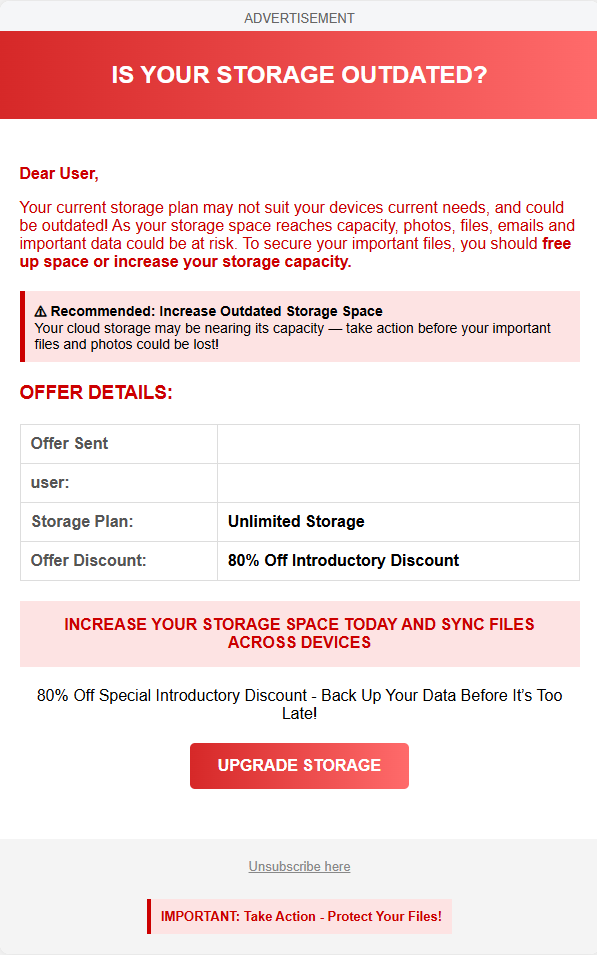 ADVERTISEMENT
IS YOUR STORAGE OUTDATED?
Dear User,
Your current storage plan may not suit your devices current needs, and could
be outdated! As your storage space reaches capacity, photos, files, emails and
important data could be at risk. To secure your important files, you should free
up space or increase your storage capacity.
⚠ Recommended: Increase Outdated Storage Space
Your cloud storage may be nearing its capacity — take action before your important
files and photos could be lost!
OFFER DETAILS:
Offer Sent
user:
Storage Plan: Unlimited Storage
Offer Discount: 80% Off Introductory Discount
INCREASE YOUR STORAGE SPACE TODAY AND SYNC FILES
ACROSS DEVICES
80% Off Special Introductory Discount - Back Up Your Data Before It’s Too
Late!
UPGRADE STORAGE
Unsubscribe here
IMPORTANT: Take Action - Protect Your Files!